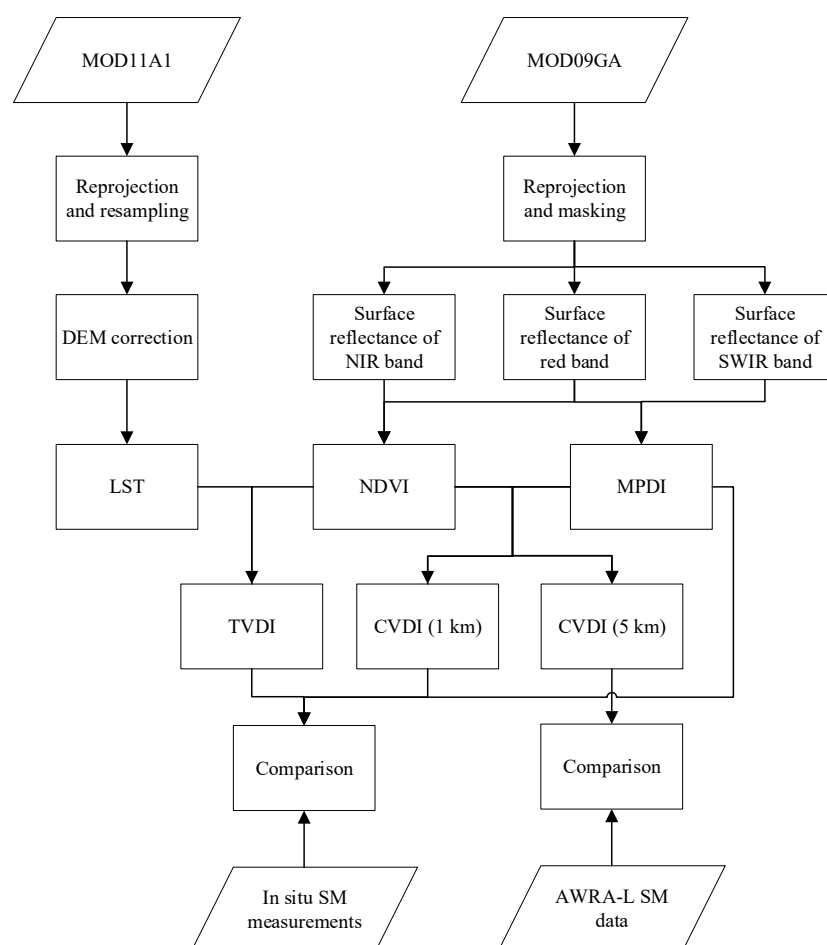 MOD11A1
MOD09GA
Reprojection
and resampling
Reprojection
and masking
DEM correction
Surface
reflectance of
NIR band
Surface
reflectance of
red band
Surface
reflectance of
SWIR band
LST
NDVI
MPDI
TVDI
CVDI (1 km)
CVDI (5 km)
Comparison
Comparison
In situ SM
measurements
AWRA-L SM
data